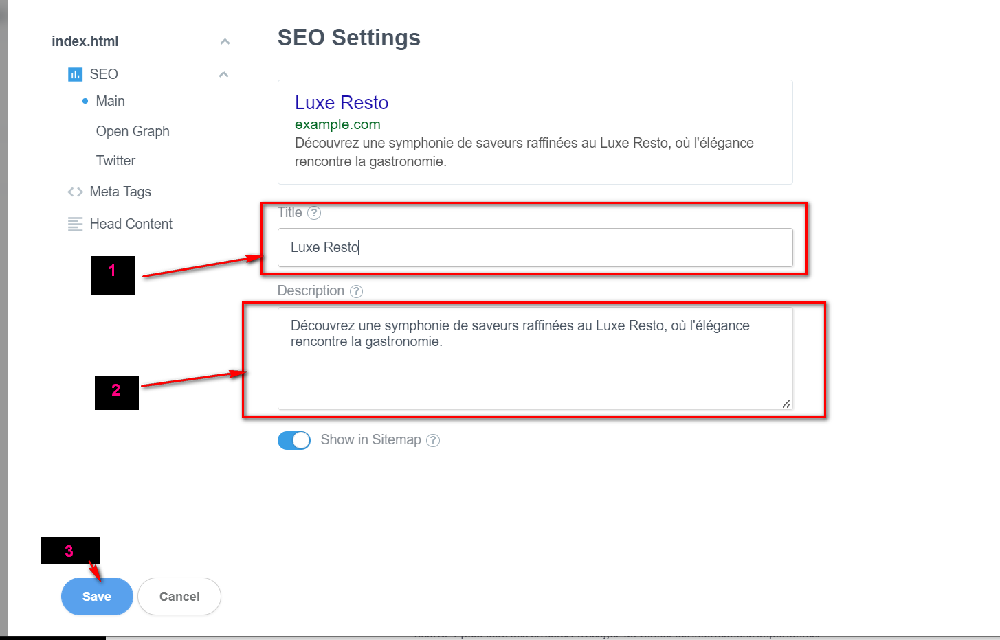 index.html
SEO
Main
Open Graph
Twitter
Meta Tags
Head Content
SEO Settings
Luxe Resto
example.com
Découvrez une symphonie de saveurs raffinées au Luxe Resto, où l'élégance
rencontre la gastronomie.
Title ?
Luxe Resto
1
Description ?
Découvrez une symphonie de saveurs raffinées au Luxe Resto, où l'élégance
rencontre la gastronomie.
2
Show in Sitemap ?
3
Save
Cancel